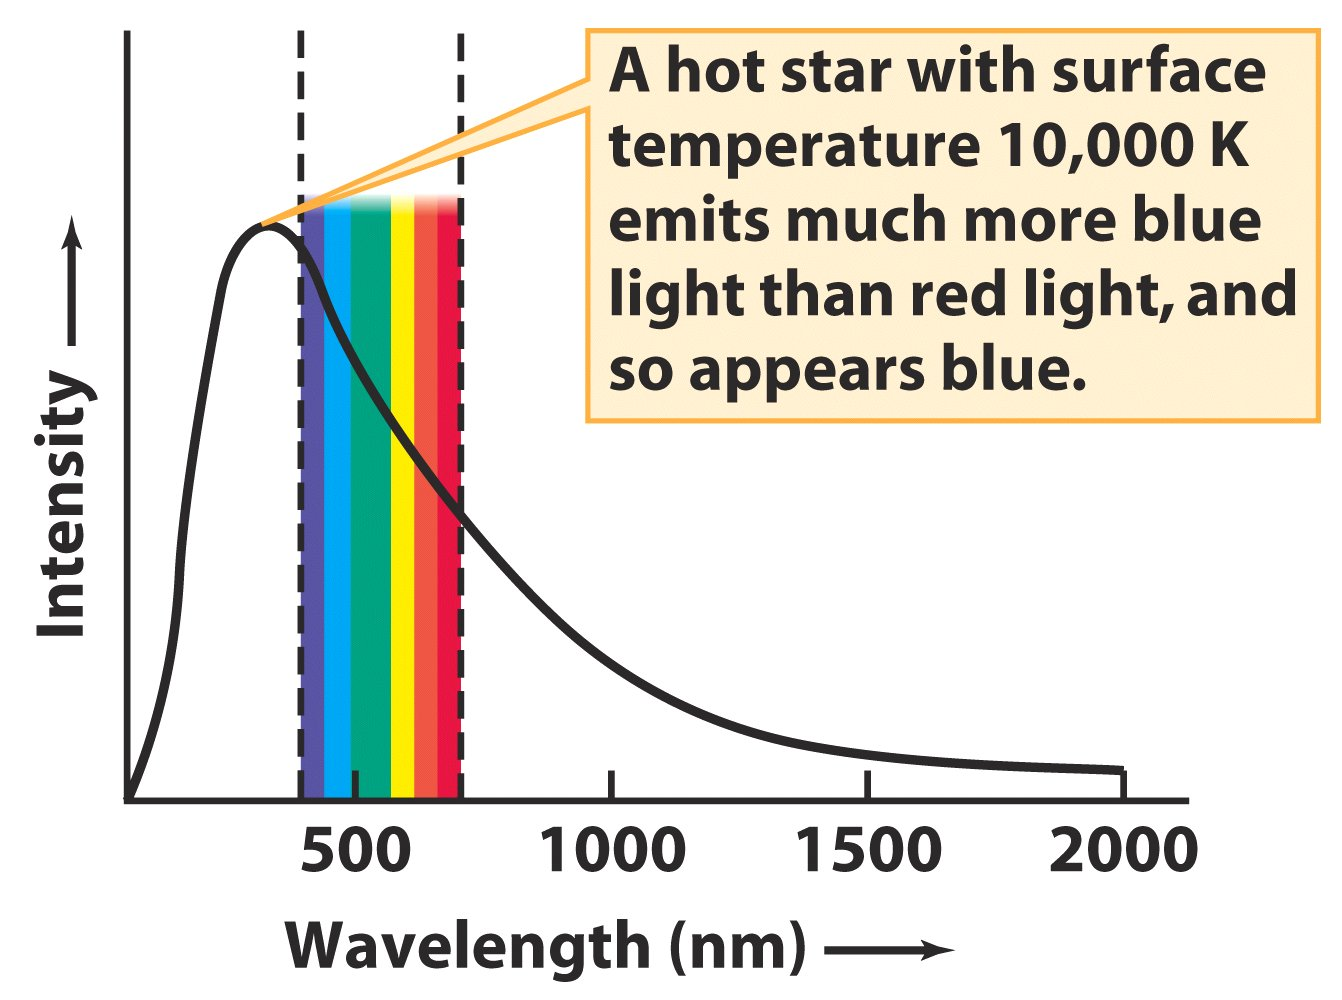 A hot star with surface
temperature 10,000 K
emits much more blue
light than red light, and
so appears blue.
Intensity
500 1000 1500 2000
Wavelength (nm)